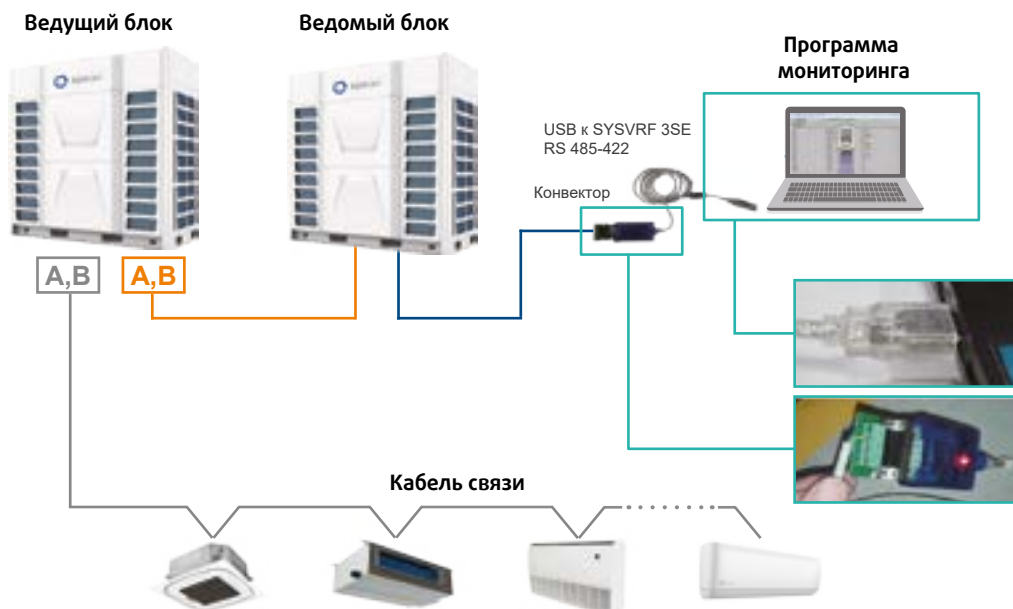 Ведущий блок
Ведомый блок
Программа
мониторинга
USB к SYSVRF 3SE
RS 485-422
Конвектор
A,B
A,B
Кабель связи